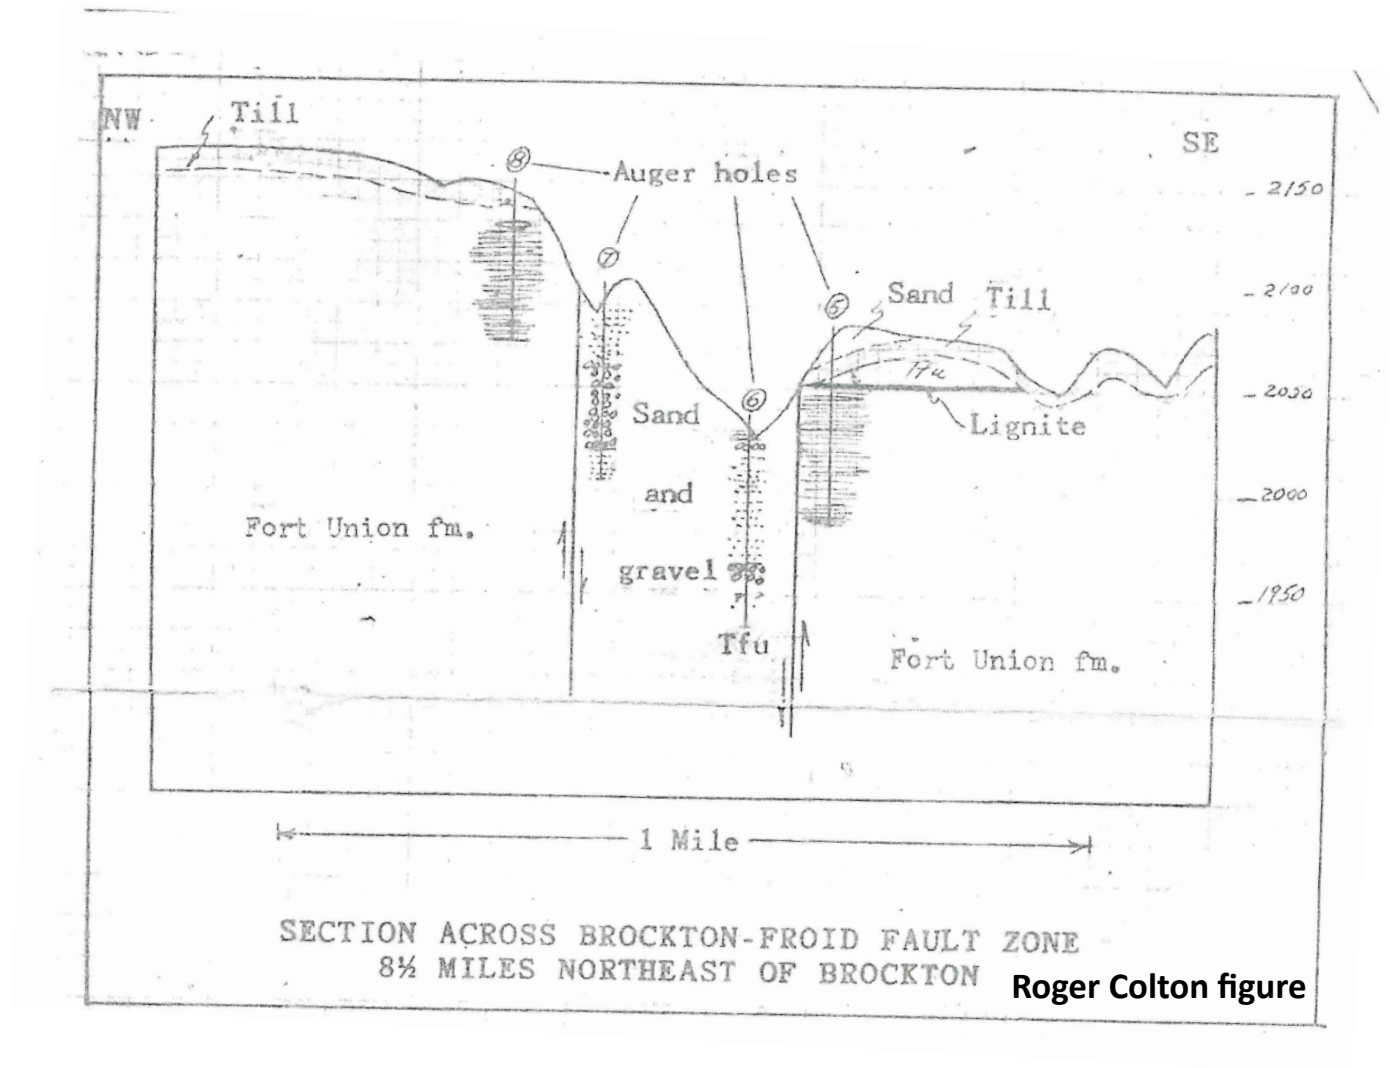 NW
Till
SE
⑧
Auger holes
2150
⑦
2100
⑤
Sand
Till
Tfu
2050
⑥
Sand
Lignite
and
2000
Fort Union fm.
gravel
1950
Tfu
Fort Union fm.
1 Mile
SECTION ACROSS BROCKTON-FROID FAULT ZONE
8½ MILES NORTHEAST OF BROCKTON
Roger Colton figure